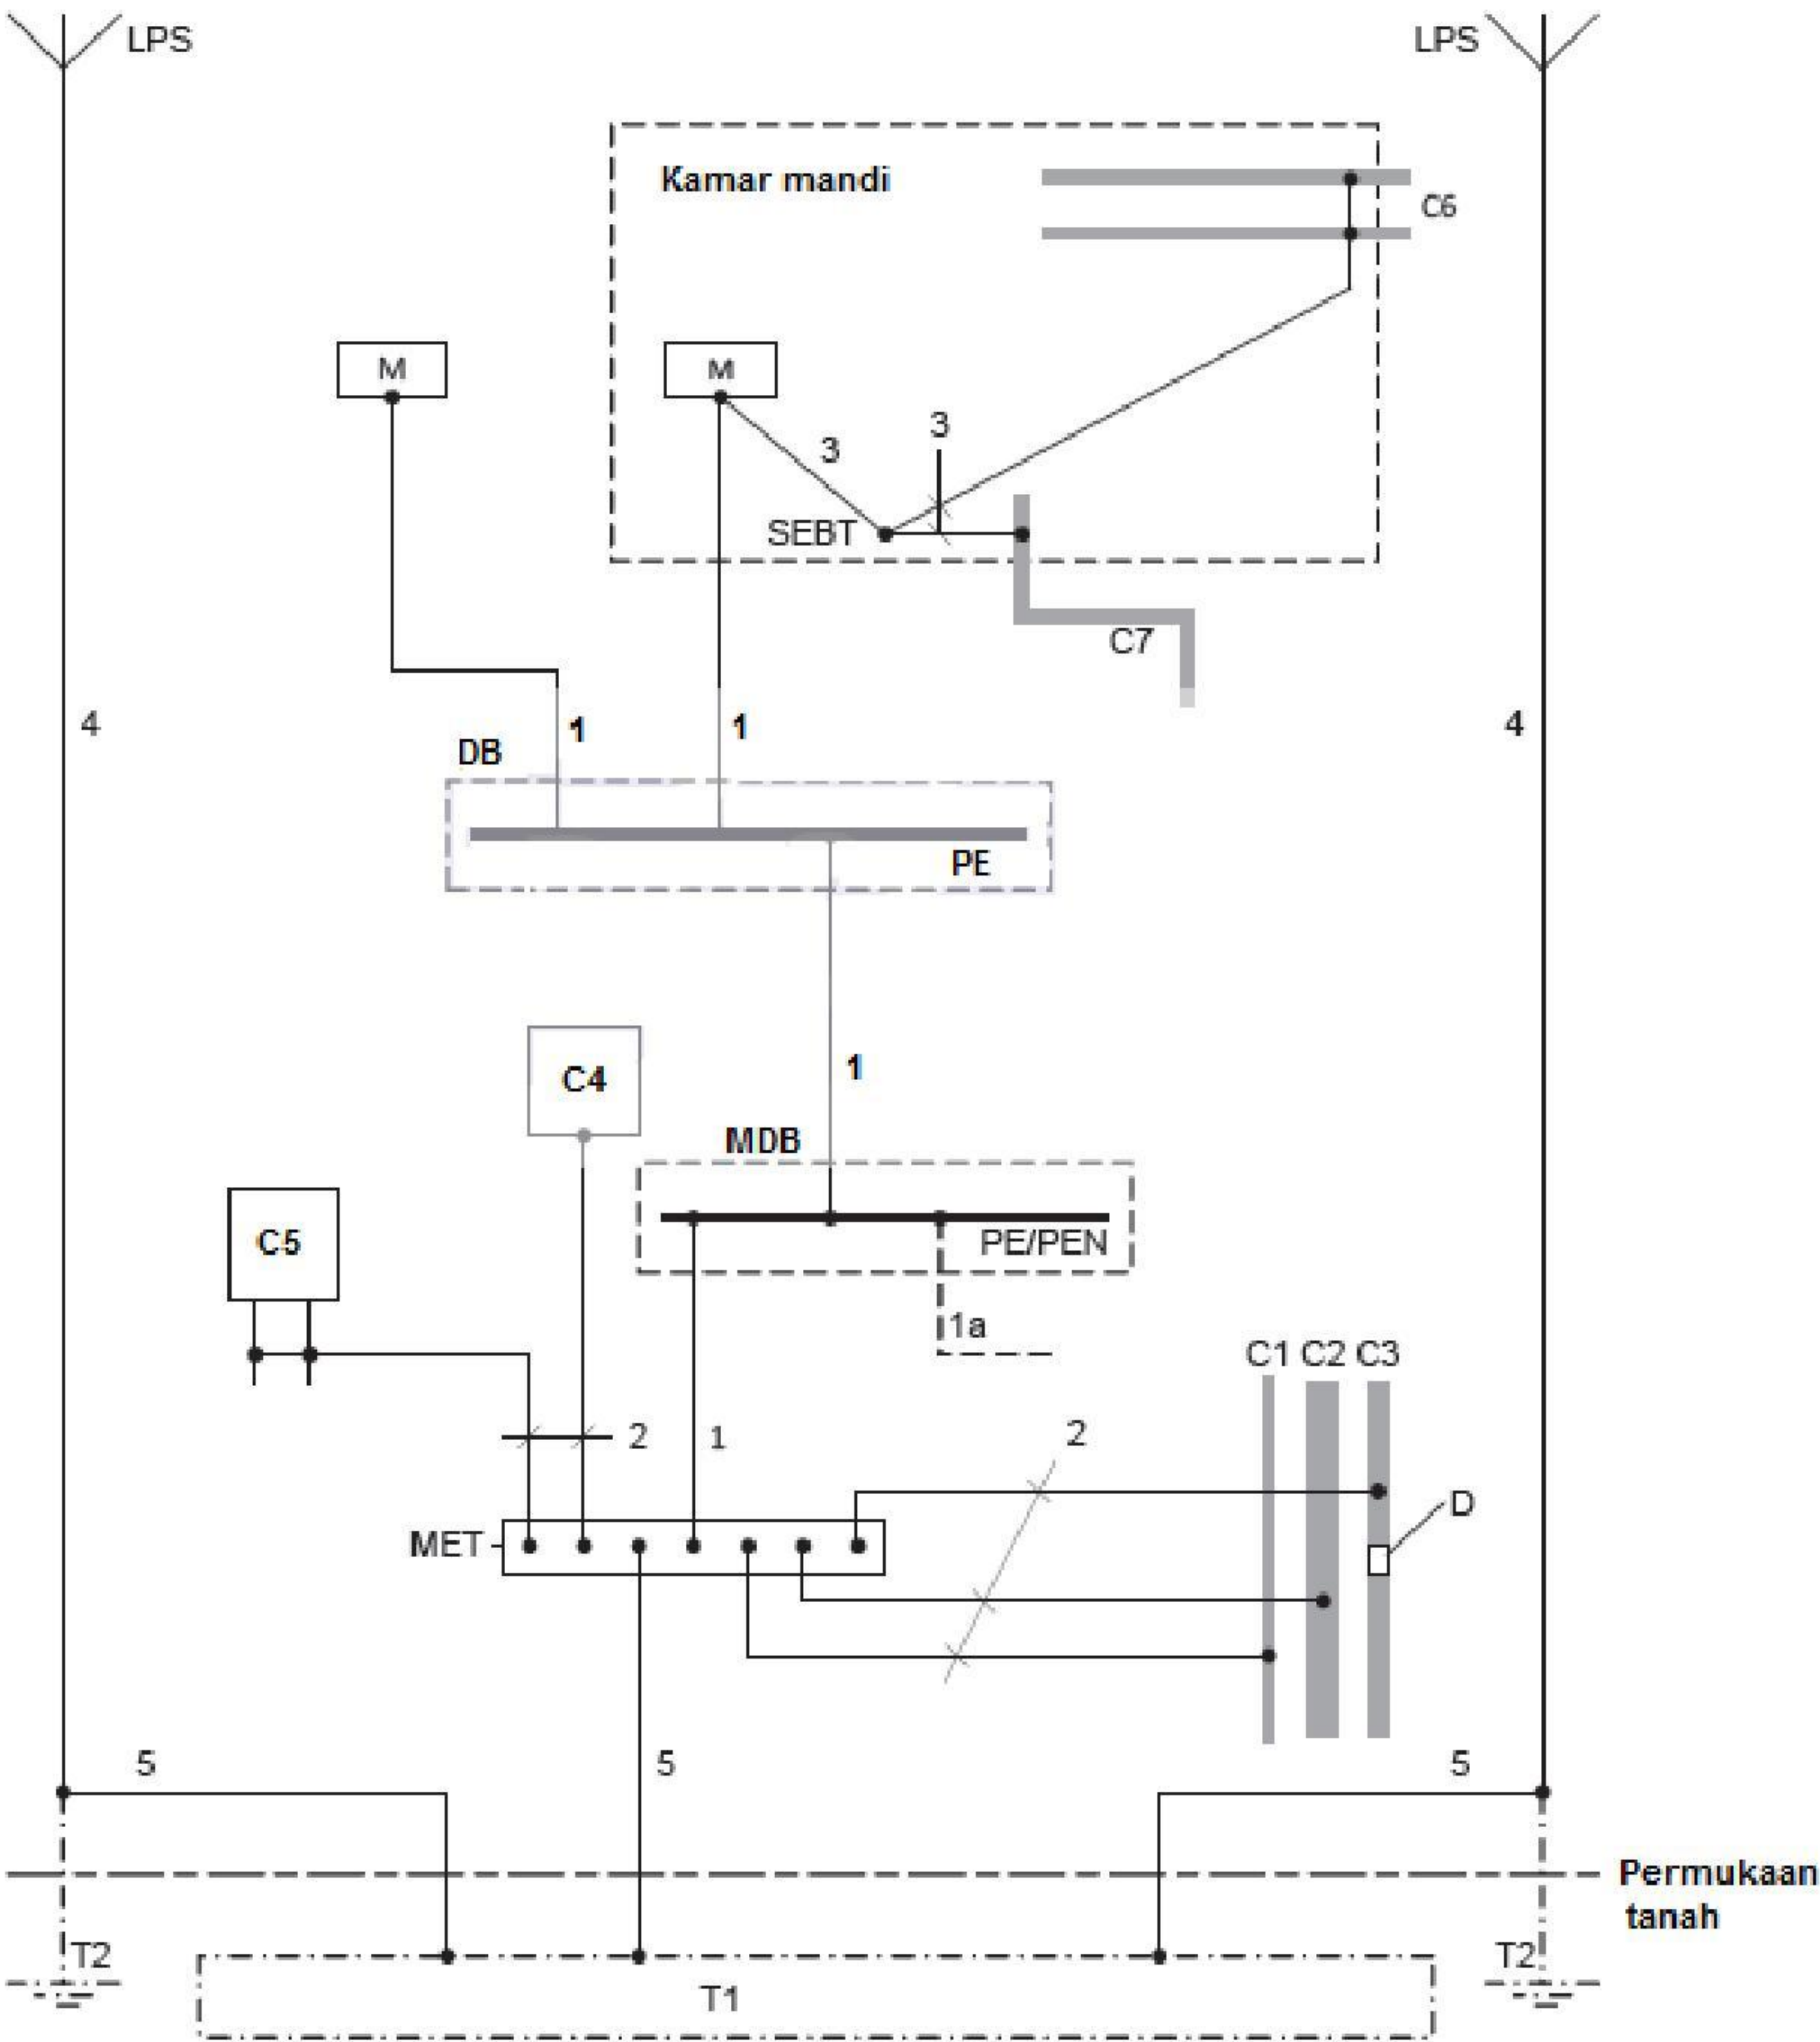 LPS
LPS
Kamar mandi
C6
M
M
3
3
SEBT
C7
4
4
1
1
DB
PE
C4
1
MDB
C5
PE/PEN
1a
C1 C2 C3
2
1
2
MET
D
5
5
5
Permukaan
tanah
T2
T2
T1